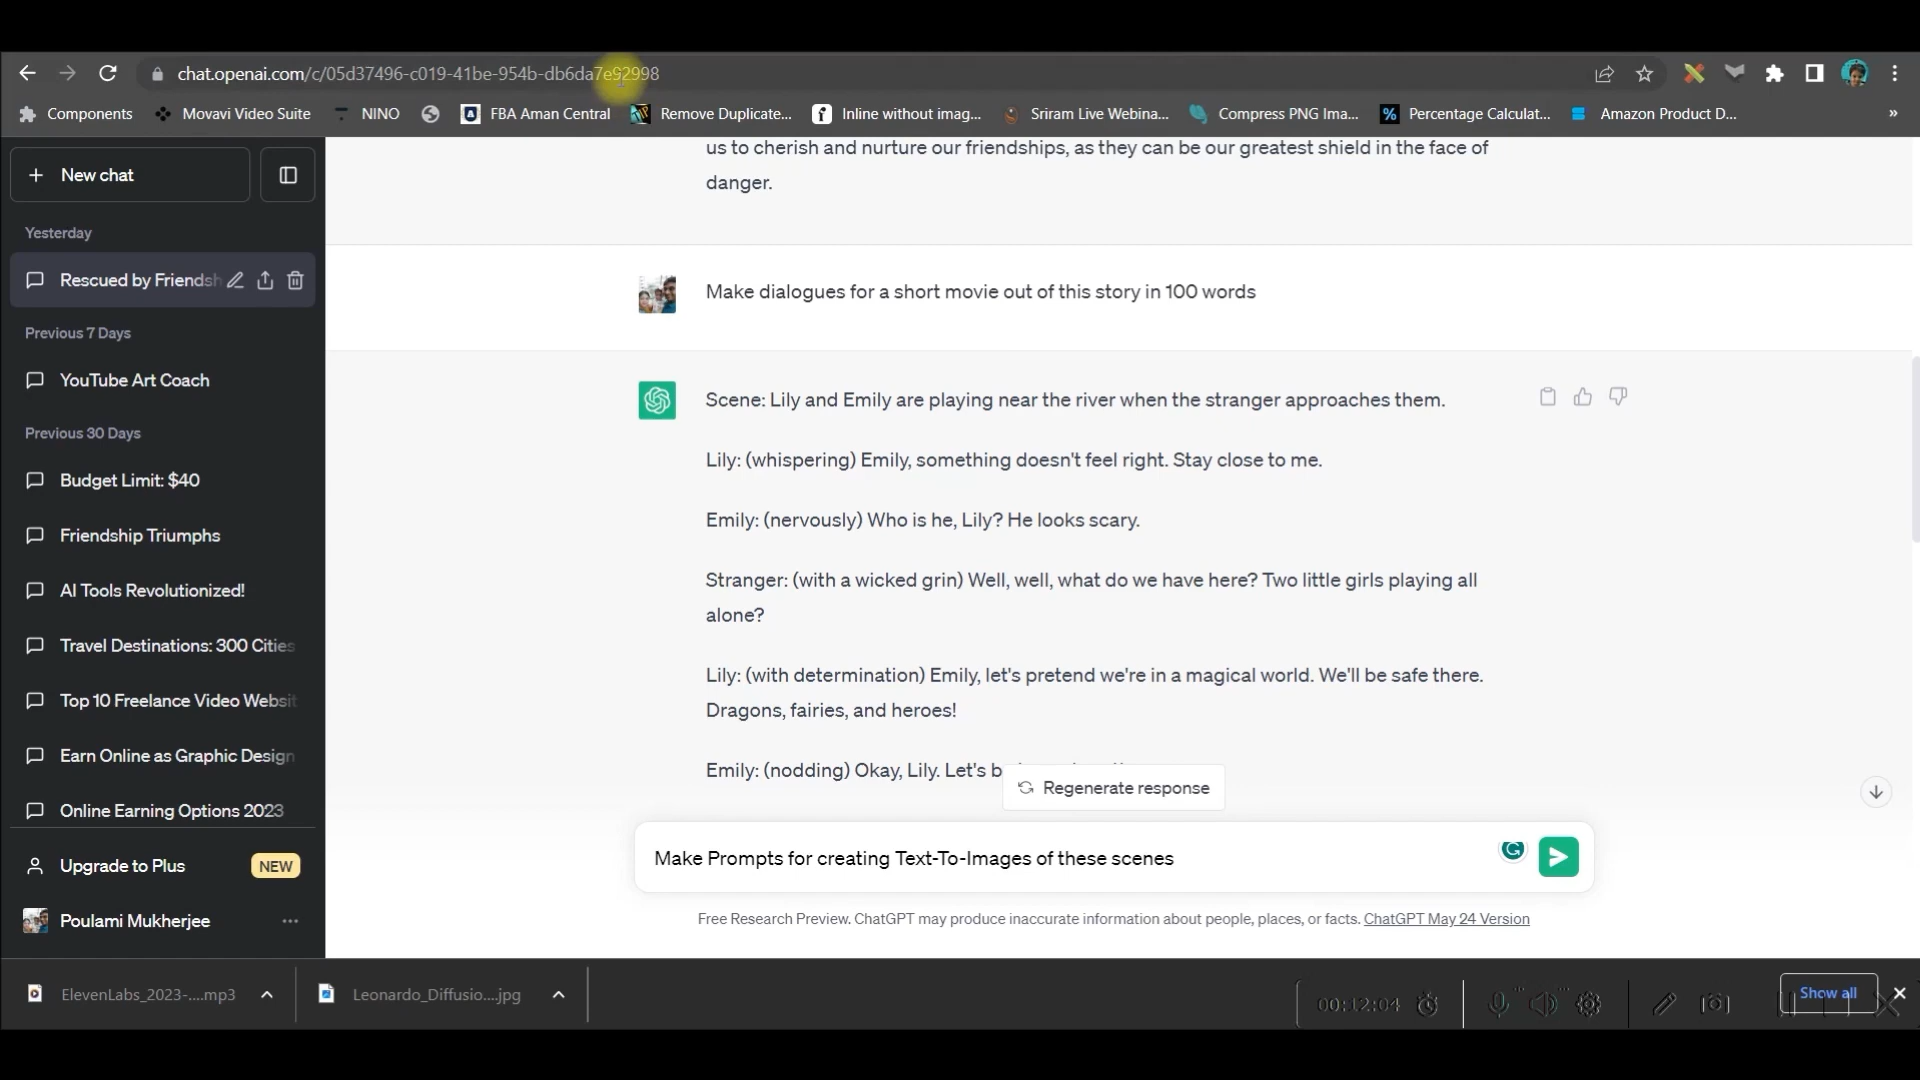 chat.openai.com/c/05d37496-c019-41be-954b-db6da7e92998
Components
Movavi Video Suite
NINO
FBA Aman Central
Remove Duplicate...
Inline without imag...
Sriram Live Webina...
Compress PNG Ima...
Percentage Calculat...
Amazon Product D...
»
New chat
Yesterday
Rescued by Friendsh
Previous 7 Days
YouTube Art Coach
Previous 30 Days
Budget Limit: $40
Friendship Triumphs
AI Tools Revolutionized!
Travel Destinations: 300 Cities
Top 10 Freelance Video Websit
Earn Online as Graphic Design
Online Earning Options 2023
Upgrade to Plus
NEW
Poulami Mukherjee
us to cherish and nurture our friendships, as they can be our greatest shield in the face of
danger.
Make dialogues for a short movie out of this story in 100 words
Scene: Lily and Emily are playing near the river when the stranger approaches them.
Lily: (whispering) Emily, something doesn't feel right. Stay close to me.
Emily: (nervously) Who is he, Lily? He looks scary.
Stranger: (with a wicked grin) Well, well, what do we have here? Two little girls playing all
alone?
Lily: (with determination) Emily, let's pretend we're in a magical world. We'll be safe there.
Dragons, fairies, and heroes!
Emily: (nodding) Okay, Lily. Let's
Regenerate response
Make Prompts for creating Text-To-Images of these scenes
Free Research Preview. ChatGPT may produce inaccurate information about people, places, or facts. ChatGPT May 24 Version
ElevenLabs_2023-....mp3
Leonardo_Diffusio....jpg
00:12:04
Show all